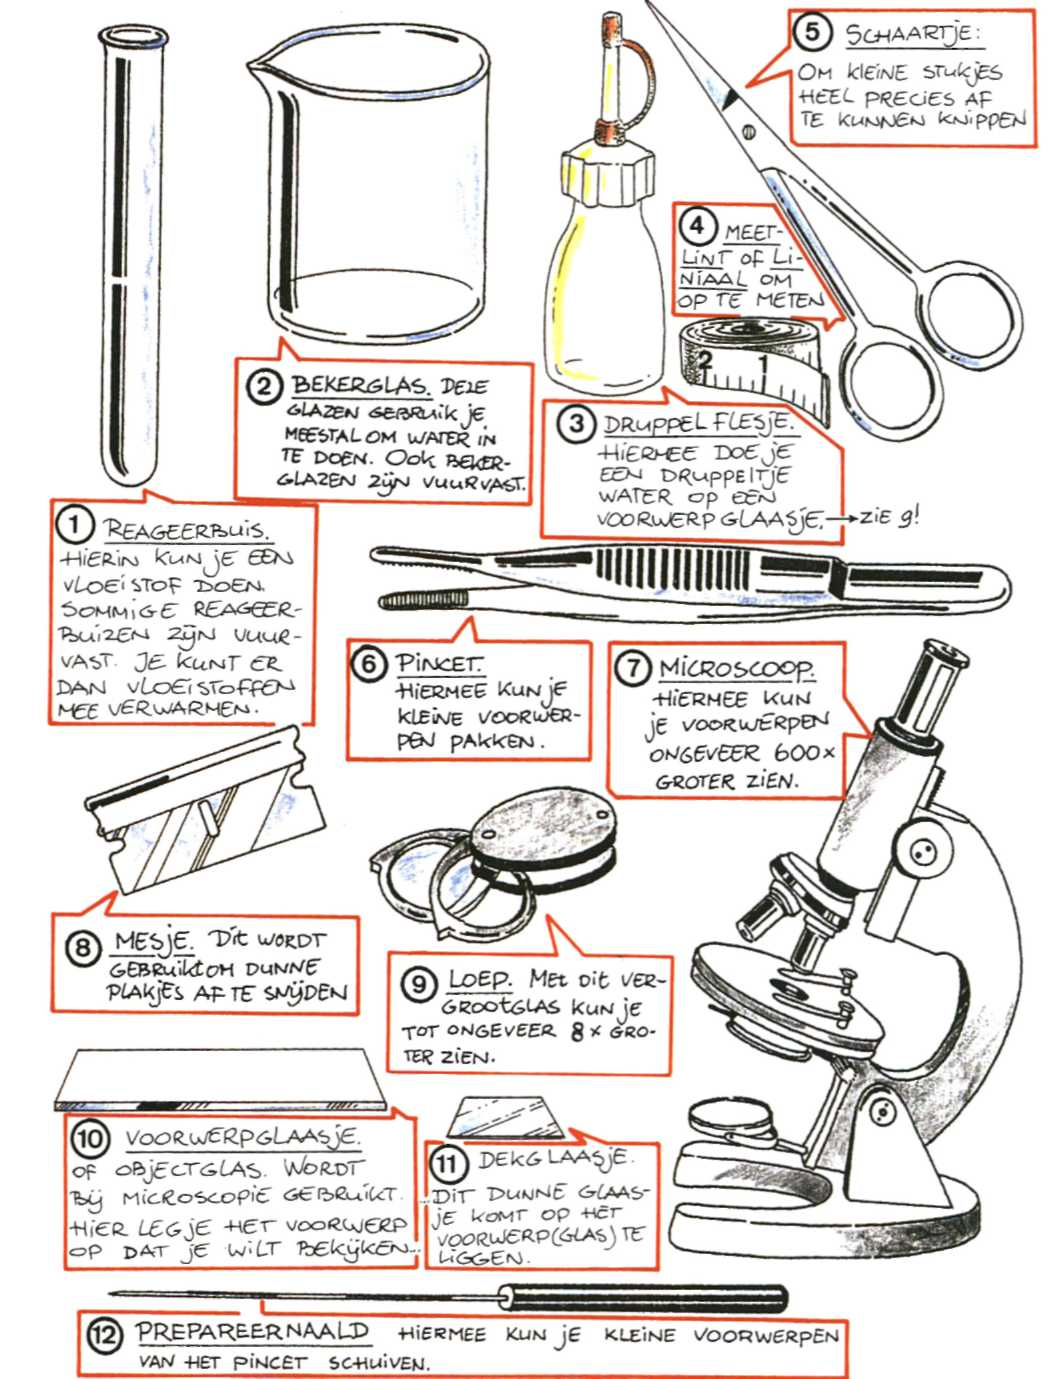 1 REAGEERBUIS.
HIERIN KUN JE EEN
VLOEISTOF DOEN.
SOMMIGE REAGEER-
BUIZEN ZIJN VUUR-
VAST. JE KUNT ER
DAN VLOEISTOFFEN
MEE VERWARMEN.
2 BEKERGLAS. DEZE
GLAZEN GEBRUIK JE
MEESTAL OM WATER IN
TE DOEN. OOK BEKER-
GLAZEN ZIJN VUURVAST.
3 DRUPPELFLESJE.
HIERMEE DOE JE
EEN DRUPPELTJE
WATER OP EEN
VOORWERPGLAASJE. → ZIE 9!
4 MEET-
LINT OF LI-
NIAAL OM
OP TE METEN
2 1
5 SCHAARTJE:
OM KLEINE STUKJES
HEEL PRECIES AF
TE KUNNEN KNIPPEN
6 PINCET.
HIERMEE KUN JE
KLEINE VOORWER-
PEN PAKKEN.
7 MICROSCOOP.
HIERMEE KUN
JE VOORWERPEN
ONGEVEER 600x
GROTER ZIEN.
8 MESJE. DIT WORDT
GEBRUIKT OM DUNNE
PLAKJES AF TE SNIJDEN
9 LOEP. MET DIT VER-
GROOTGLAS KUN JE
TOT ONGEVEER 8 x GRO-
TER ZIEN.
10 VOORWERPGLAASJE.
OF OBJECTGLAS. WORDT
BIJ MICROSCOPIE GEBRUIKT.
HIER LEG JE HET VOORWERP
OP DAT JE WILT BEKIJKEN...
11 DEKGLAASJE.
...DIT DUNNE GLAAS-
JE KOMT OP HET
VOORWERP(GLAS) TE
LIGGEN.
12 PREPAREERNAALD HIERMEE KUN JE KLEINE VOORWERPEN
VAN HET PINCET SCHUIVEN.